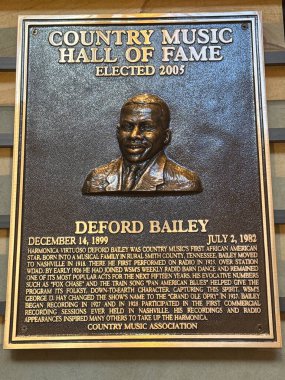 COUNTRY MUSIC
HALL OF FAME
ELECTED 2005
DEFORD BAILEY
DECEMBER 14, 1899 JULY 2, 1982
HARMONICA VIRTUOSO DEFORD BAILEY WAS COUNTRY MUSIC'S FIRST AFRICAN AMERICAN
STAR. BORN INTO A MUSICAL FAMILY IN RURAL SMITH COUNTY, TENNESSEE, BAILEY MOVED
TO NASHVILLE IN 1918. THERE HE FIRST PERFORMED ON RADIO IN 1925, OVER STATION
WDAD. BY EARLY 1926 HE HAD JOINED WSM'S WEEKLY RADIO BARN DANCE, AND REMAINED
ONE OF ITS MOST POPULAR ACTS FOR THE NEXT FIFTEEN YEARS. HIS EVOCATIVE NUMBERS
SUCH AS "FOX CHASE" AND THE TRAIN SONG "PAN AMERICAN BLUES" HELPED GIVE THE
PROGRAM ITS FOLKSY, DOWN-TO-EARTH CHARACTER. CAPTURING THIS SPIRIT, WSM'S
GEORGE D. HAY CHANGED THE SHOW'S NAME TO THE "GRAND OLE OPRY" IN 1927. BAILEY
BEGAN RECORDING IN 1927 AND IN 1928 PARTICIPATED IN THE FIRST COMMERCIAL
RECORDING SESSIONS EVER HELD IN NASHVILLE. HIS RECORDINGS AND RADIO
APPEARANCES INSPIRED MANY OTHERS TO TAKE UP THE HARMONICA.
COUNTRY MUSIC ASSOCIATION